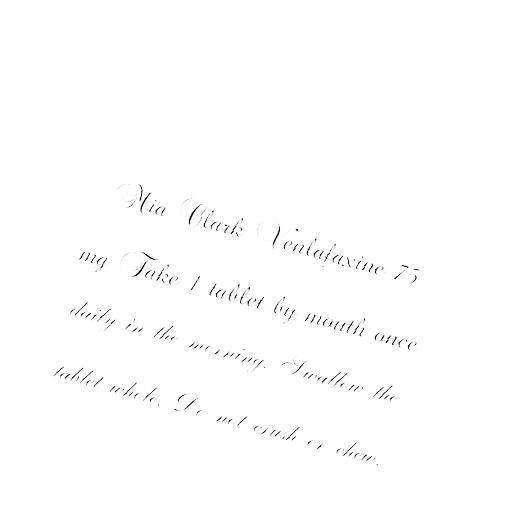 Mia Clark Venlafaxine 75
mg Take 1 tablet by mouth once
daily in the morning. Swallow the
tablet whole. Do not crush or chew.